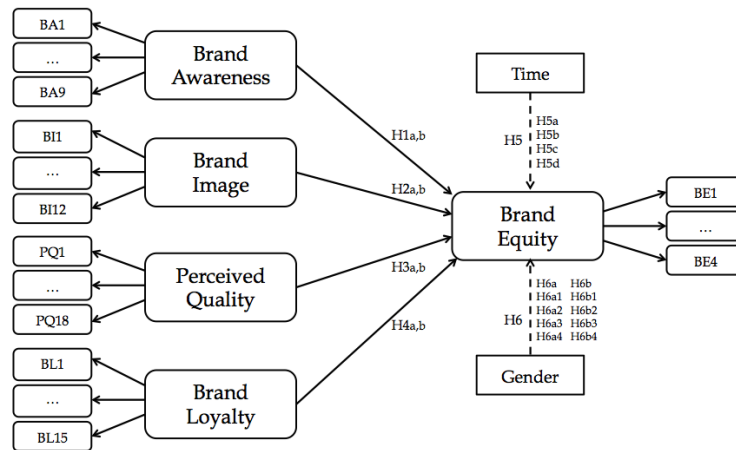 BA1
...
BA9
Brand
Awareness
BI1
...
BI12
Brand
Image
PQ1
...
PQ18
Perceived
Quality
BL1
...
BL15
Brand
Loyalty
H1a,b
H2a,b
H3a,b
H4a,b
Time
H5
H5a
H5b
H5c
H5d
Brand
Equity
H6
H6a H6b
H6a1 H6b1
H6a2 H6b2
H6a3 H6b3
H6a4 H6b4
Gender
BE1
...
BE4